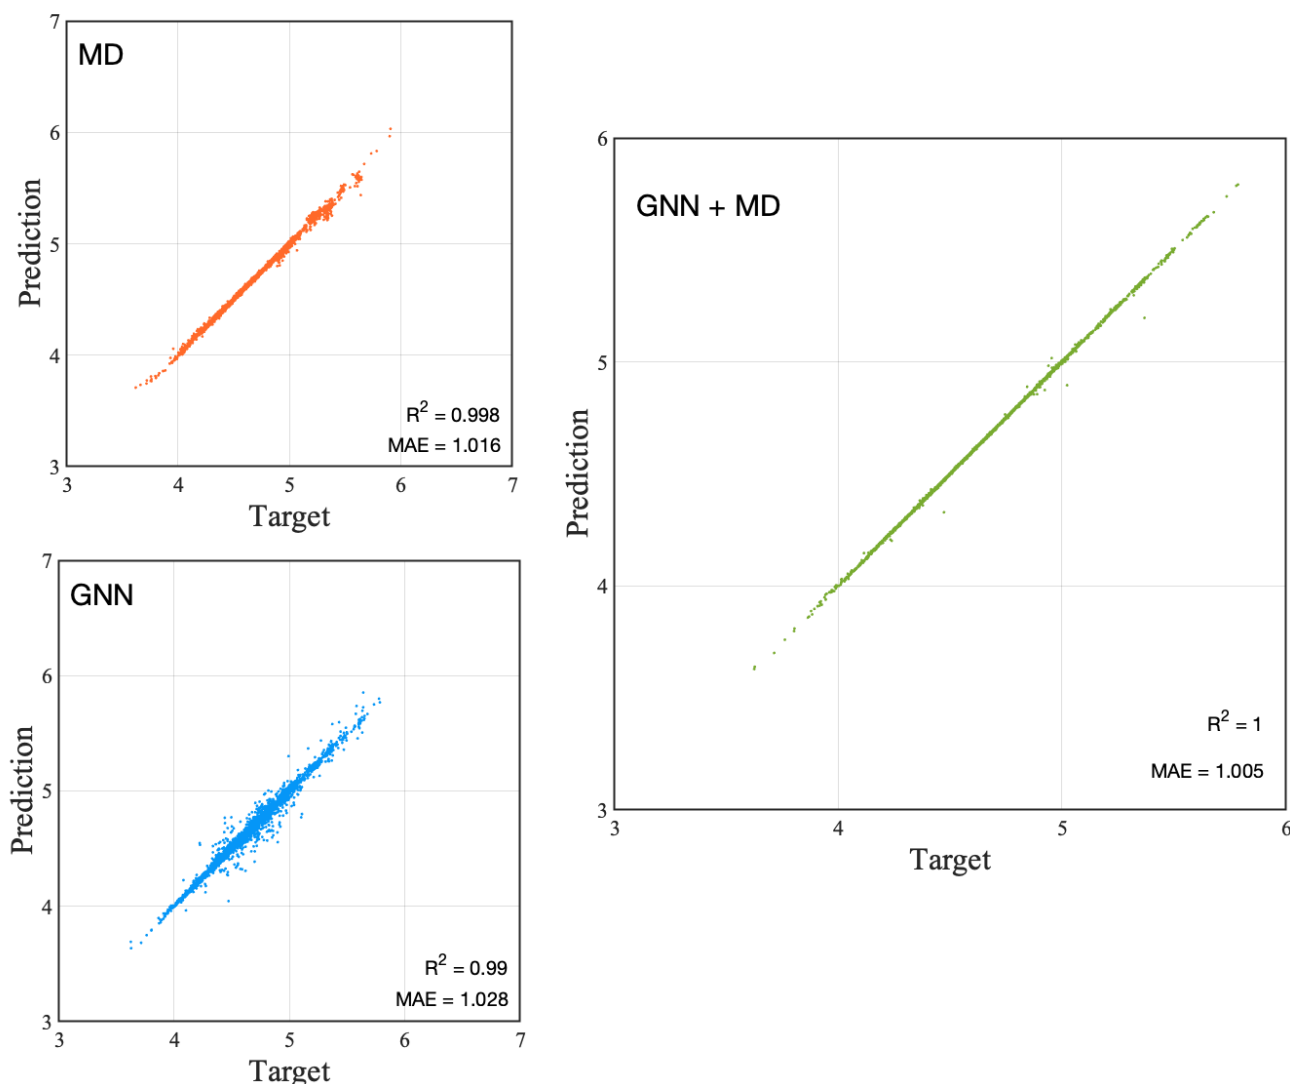 MD
7
6
5
4
3
3 4 5 6 7
Prediction
Target
R² = 0.998
MAE = 1.016
GNN
7
6
5
4
3
3 4 5 6 7
Prediction
Target
R² = 0.99
MAE = 1.028
GNN + MD
6
5
4
3
3 4 5 6
Prediction
Target
R² = 1
MAE = 1.005